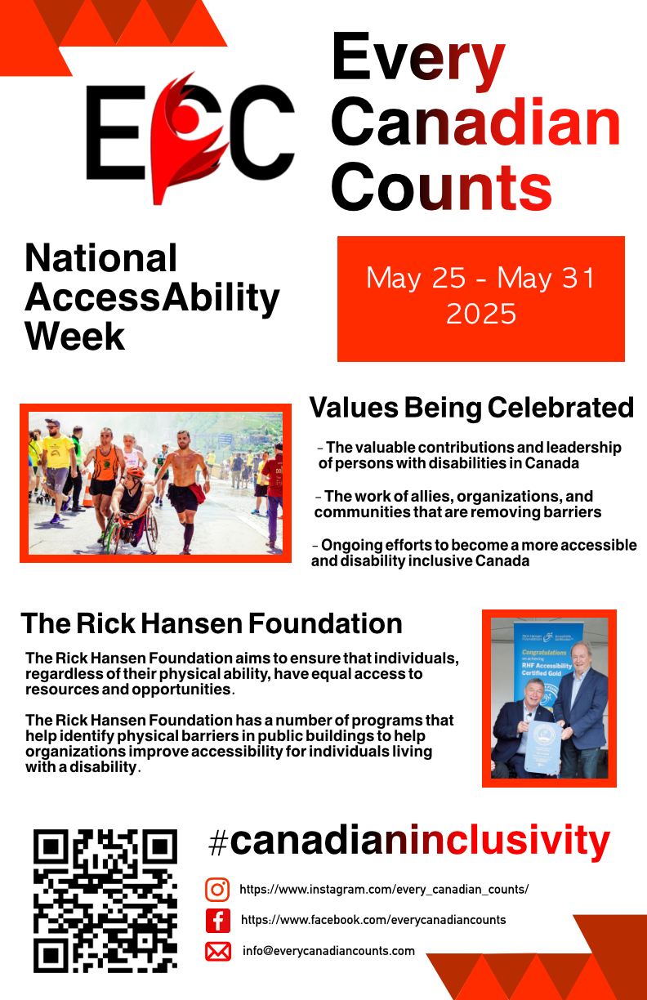 ECC
Every
Canadian
Counts
National
AccessAbility
Week
May 25 - May 31
2025
Values Being Celebrated
- The valuable contributions and leadership
of persons with disabilities in Canada
- The work of allies, organizations, and
communities that are removing barriers
- Ongoing efforts to become a more accessible
and disability inclusive Canada
The Rick Hansen Foundation
The Rick Hansen Foundation aims to ensure that individuals,
regardless of their physical ability, have equal access to
resources and opportunities.
The Rick Hansen Foundation has a number of programs that
help identify physical barriers in public buildings to help
organizations improve accessibility for individuals living
with a disability.
RICK HANSEN
FOUNDATION
Congratulations
on achieving
RHF Accessibility
Certified Gold
#canadianinclusivity
https://www.instagram.com/every_canadian_counts/
https://www.facebook.com/everycanadiancounts
info@everycanadiancounts.com